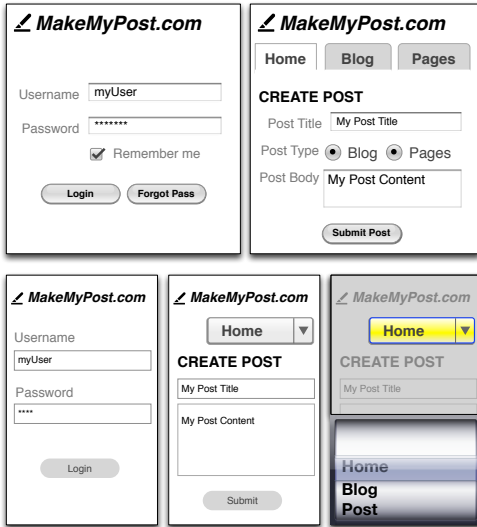 MakeMyPost.com
Username myUser
Password *******
Remember me
Login Forgot Pass
MakeMyPost.com
Home Blog Pages
CREATE POST
Post Title My Post Title
Post Type Blog Pages
Post Body My Post Content
Submit Post
MakeMyPost.com
Username
myUser
Password
****
Login
MakeMyPost.com
Home
CREATE POST
My Post Title
My Post Content
Submit
MakeMyPost.com
Home
CREATE POST
My Post Title
Home
Blog
Post